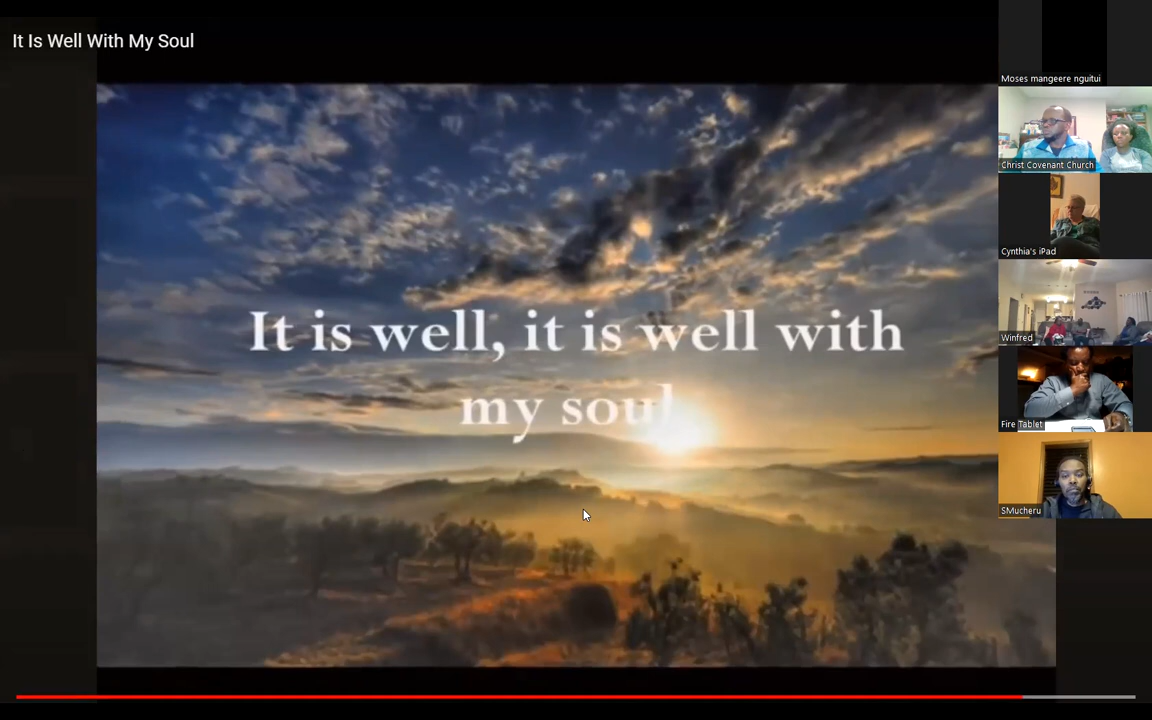 It Is Well With My Soul
It is well, it is well with
my soul
Moses mangeere nguitui
Christ Covenant Church
Cynthia's iPad
Winfred
Fire Tablet
SMucheru